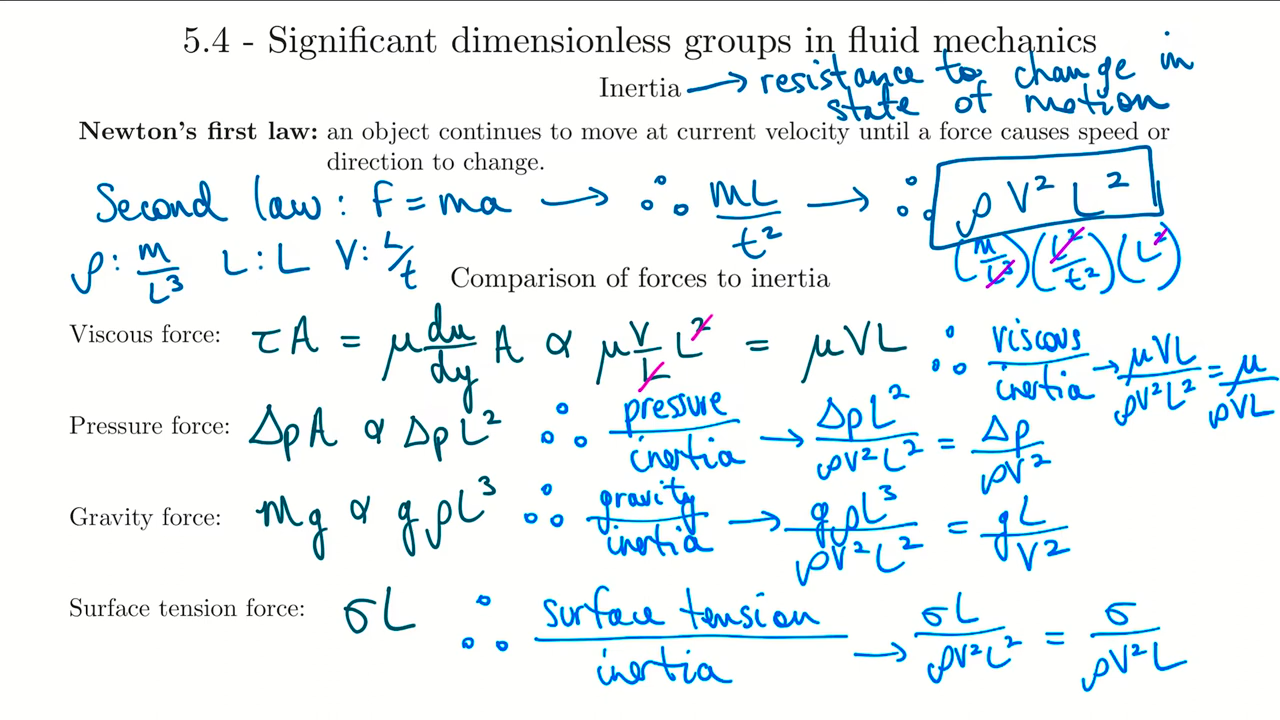 5.4 - Significant dimensionless groups in fluid mechanics
Inertia → resistance to change in
state of motion
Newton's first law: an object continues to move at current velocity until a force causes speed or
direction to change.
Second law: F = ma → ∴ mL/t² → ∴ ρV²L²
ρ: m/L³ L: L V: L/t (m/L³)(L²/t²)(L²)
Comparison of forces to inertia
Viscous force: τA = μ du/dy A ∝ μ V/L L² = μVL ∴ viscous/inertia → μVL/ρV²L² = μ/ρVL
Pressure force: ΔpA ∝ ΔpL² ∴ pressure/inertia → ΔpL²/ρV²L² = Δp/ρV²
Gravity force: mg ∝ gρL³ ∴ gravity/inertia → gρL³/ρV²L² = gL/V²
Surface tension force: σL ∴ surface tension/inertia → σL/ρV²L² = σ/ρV²L